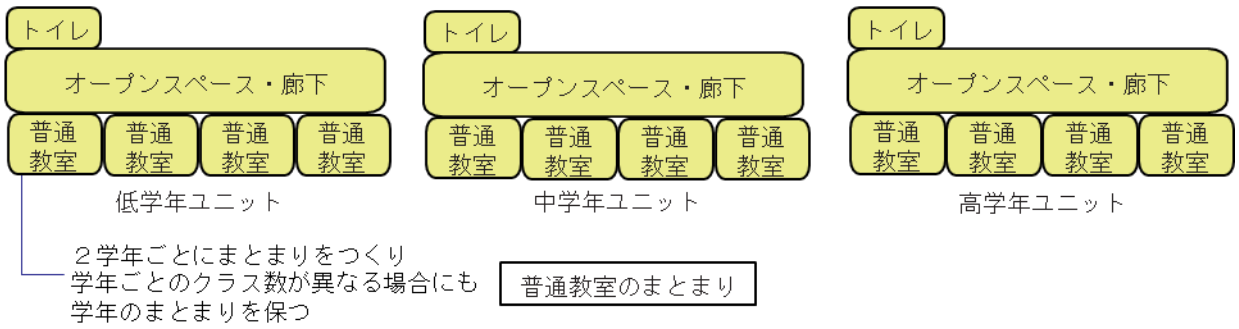 トイレ
オープンスペース・廊下
普通
教室
普通
教室
普通
教室
普通
教室
低学年ユニット
トイレ
オープンスペース・廊下
普通
教室
普通
教室
普通
教室
普通
教室
中学年ユニット
トイレ
オープンスペース・廊下
普通
教室
普通
教室
普通
教室
普通
教室
高学年ユニット
２学年ごとにまとまりをつくり
学年ごとのクラス数が異なる場合にも
学年のまとまりを保つ
普通教室のまとまり